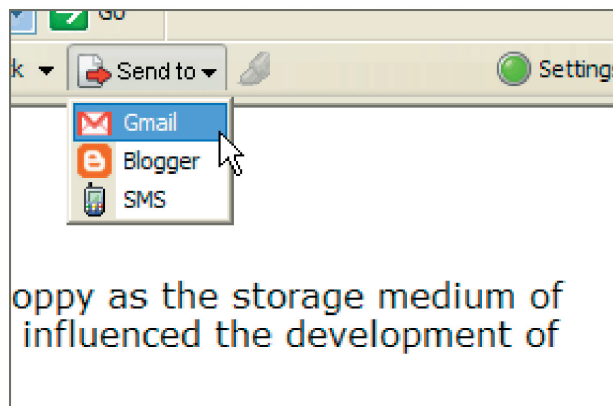 Go
k Send to Settings
Gmail
Blogger
SMS
oppy as the storage medium of
influenced the development of